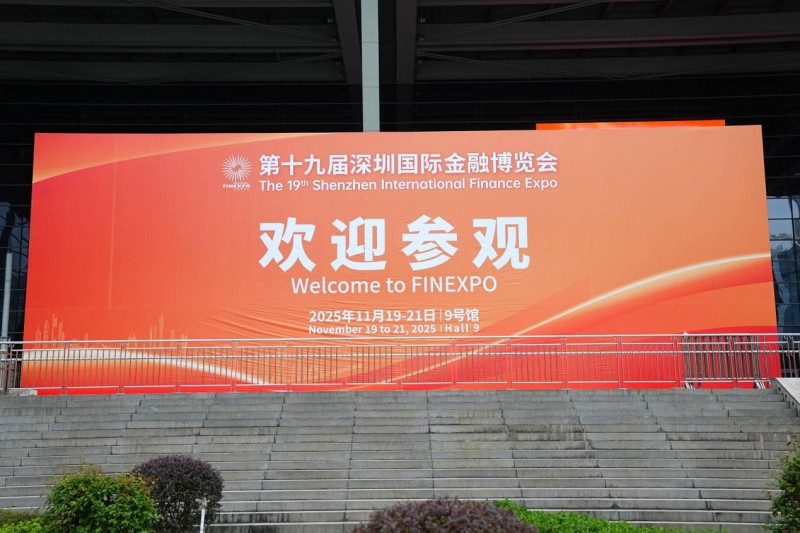 FINEXPO
第十九届深圳国际金融博览会
The 19th Shenzhen International Finance Expo
欢迎参观
Welcome to FINEXPO
2025年11月19-21日 | 9号馆
November 19 to 21, 2025 | Hall 9